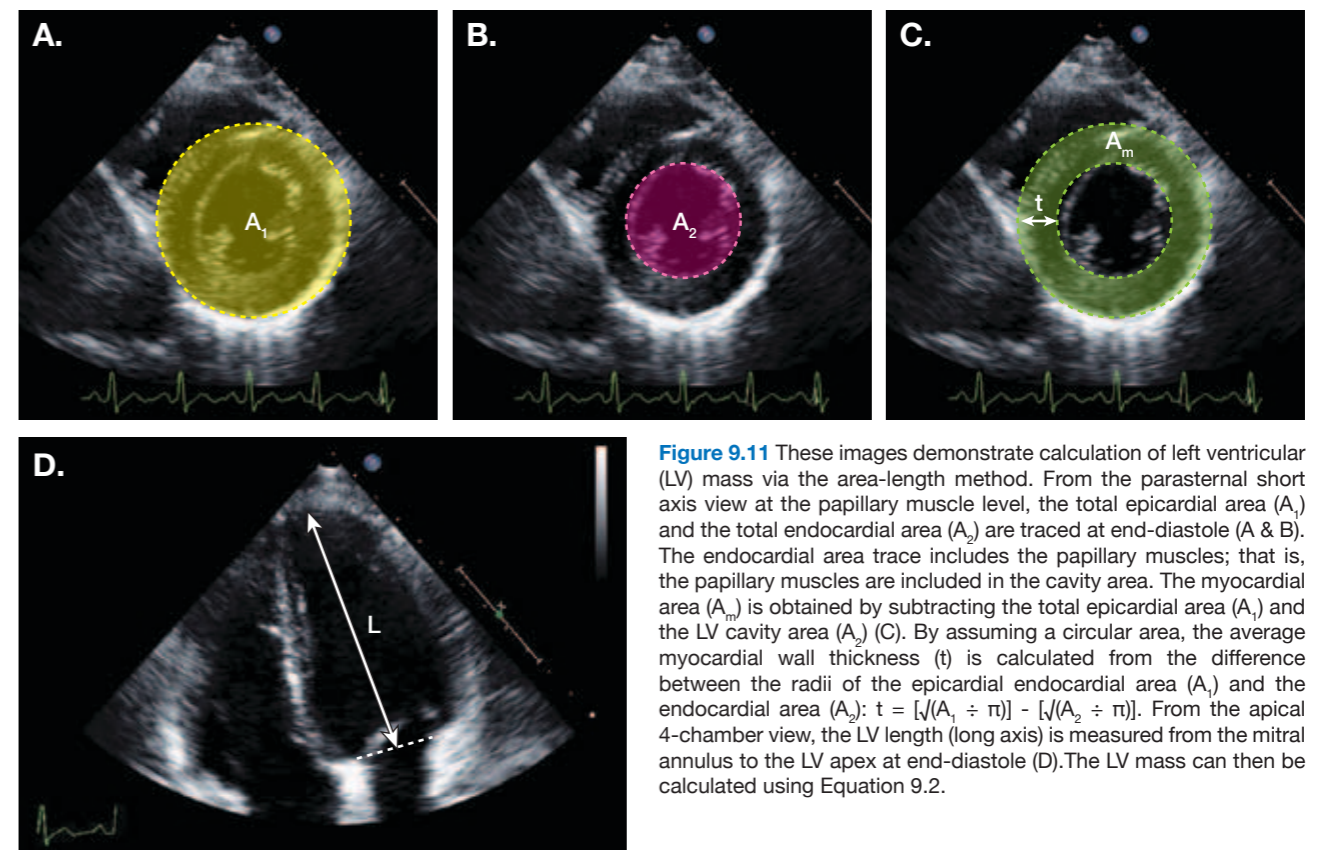 A.
A₁
B.
A₂
C.
Aₘ
t
D.
L
Figure 9.11 These images demonstrate calculation of left ventricular
(LV) mass via the area-length method. From the parasternal short
axis view at the papillary muscle level, the total epicardial area (A₁)
and the total endocardial area (A₂) are traced at end-diastole (A & B).
The endocardial area trace includes the papillary muscles; that is,
the papillary muscles are included in the cavity area. The myocardial
area (Aₘ) is obtained by subtracting the total epicardial area (A₁) and
the LV cavity area (A₂) (C). By assuming a circular area, the average
myocardial wall thickness (t) is calculated from the difference
between the radii of the epicardial endocardial area (A₁) and the
endocardial area (A₂): t = [√(A₁ ÷ π)] - [√(A₂ ÷ π)]. From the apical
4-chamber view, the LV length (long axis) is measured from the mitral
annulus to the LV apex at end-diastole (D).The LV mass can then be
calculated using Equation 9.2.